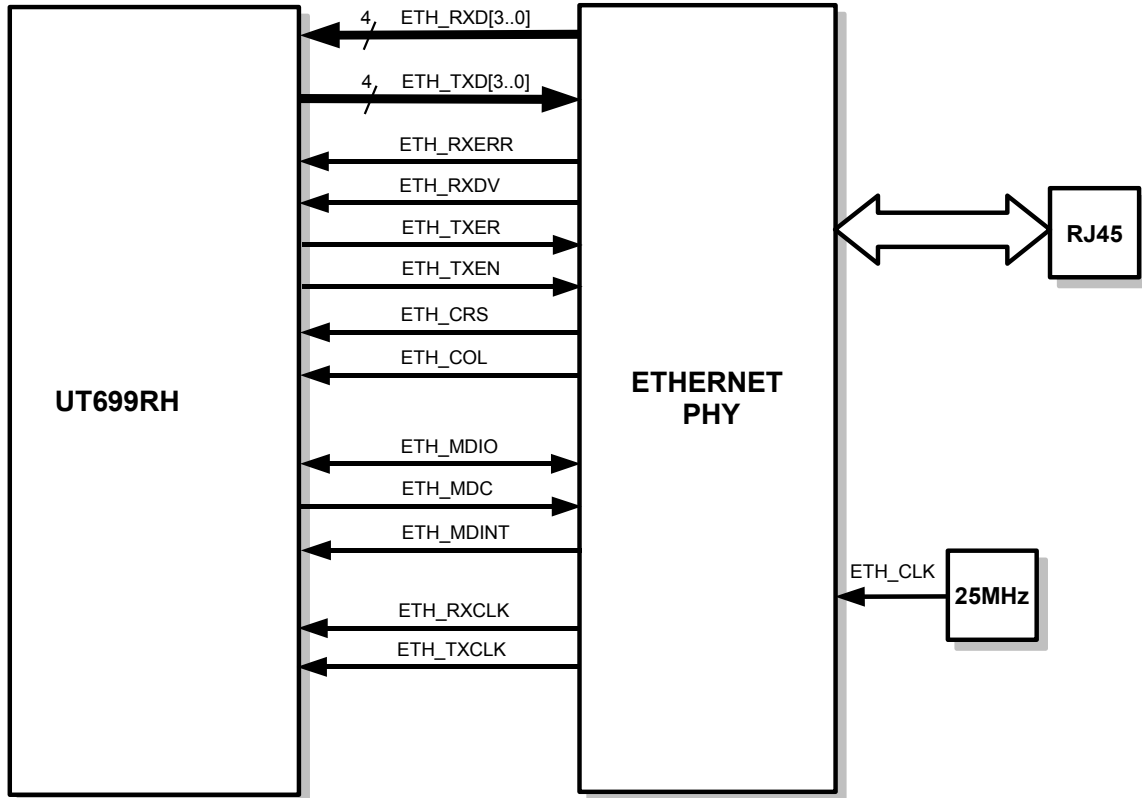 4 ETH_RXD[3..0]
4 ETH_TXD[3..0]
ETH_RXERR
ETH_RXDV
ETH_TXER
ETH_TXEN
ETH_CRS
ETH_COL
ETH_MDIO
ETH_MDC
ETH_MDINT
ETH_RXCLK
ETH_TXCLK
UT699RH
ETHERNET
PHY
RJ45
ETH_CLK
25MHz